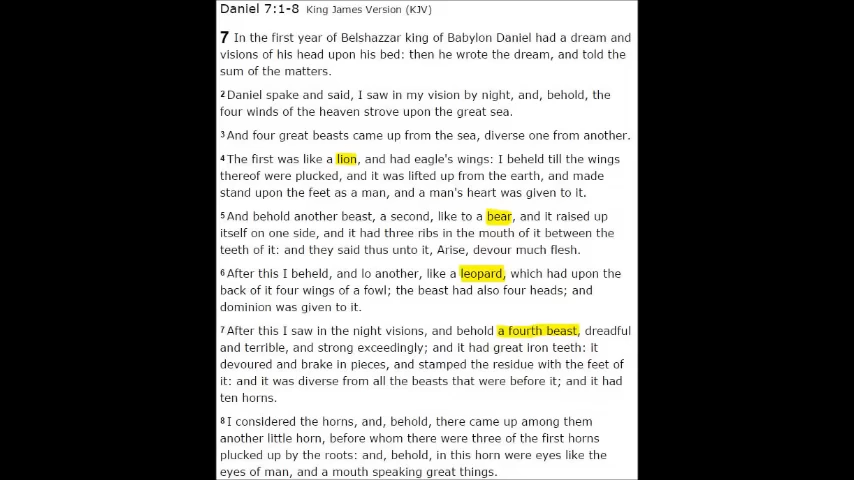 Daniel 7:1-8 King James Version (KJV)
7 In the first year of Belshazzar king of Babylon Daniel had a dream and
visions of his head upon his bed: then he wrote the dream, and told the
sum of the matters.
2 Daniel spake and said, I saw in my vision by night, and, behold, the
four winds of the heaven strove upon the great sea.
3 And four great beasts came up from the sea, diverse one from another.
4 The first was like a lion, and had eagle's wings: I beheld till the wings
thereof were plucked, and it was lifted up from the earth, and made
stand upon the feet as a man, and a man's heart was given to it.
5 And behold another beast, a second, like to a bear, and it raised up
itself on one side, and it had three ribs in the mouth of it between the
teeth of it: and they said thus unto it, Arise, devour much flesh.
6 After this I beheld, and lo another, like a leopard, which had upon the
back of it four wings of a fowl; the beast had also four heads; and
dominion was given to it.
7 After this I saw in the night visions, and behold a fourth beast, dreadful
and terrible, and strong exceedingly; and it had great iron teeth: it
devoured and brake in pieces, and stamped the residue with the feet of
it: and it was diverse from all the beasts that were before it; and it had
ten horns.
8 I considered the horns, and, behold, there came up among them
another little horn, before whom there were three of the first horns
plucked up by the roots: and, behold, in this horn were eyes like the
eyes of man, and a mouth speaking great things.